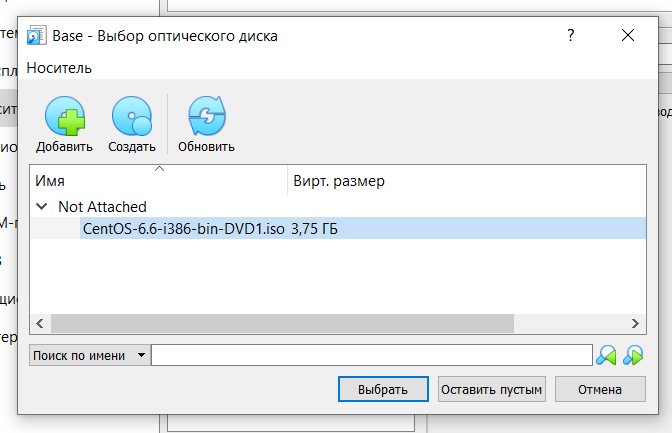 Base - Выбор оптического диска
?
Носитель
Добавить Создать Обновить
Имя Вирт. размер
Not Attached
CentOS-6.6-i386-bin-DVD1.iso 3,75 ГБ
Поиск по имени
Выбрать Оставить пустым Отмена